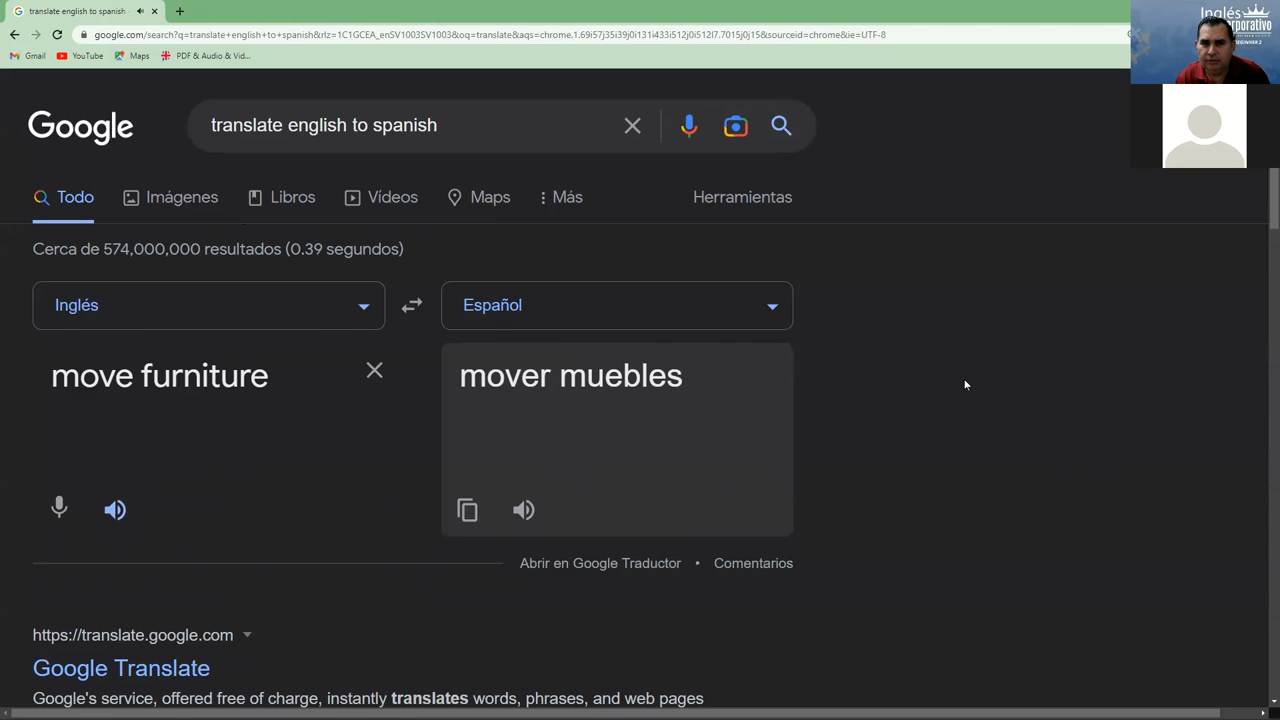 translate english to spanish
google.com/search?q=translate+english+to+spanish&rlz=1C1GCEA_enSV1003SV1003&oq=translate&aqs=chrome.1.69i57j35i39j0i131i433i512j0i512l7.7015j0j15&sourceid=chrome&ie=UTF-8
Gmail YouTube Maps PDF & Audio & Vid...
Inglés
BEGINNER 2
Google translate english to spanish
Todo Imágenes Libros Vídeos Maps Más Herramientas
Cerca de 574,000,000 resultados (0.39 segundos)
Inglés Español
move furniture mover muebles
Abrir en Google Traductor • Comentarios
https://translate.google.com
Google Translate
Google's service, offered free of charge, instantly translates words, phrases, and web pages